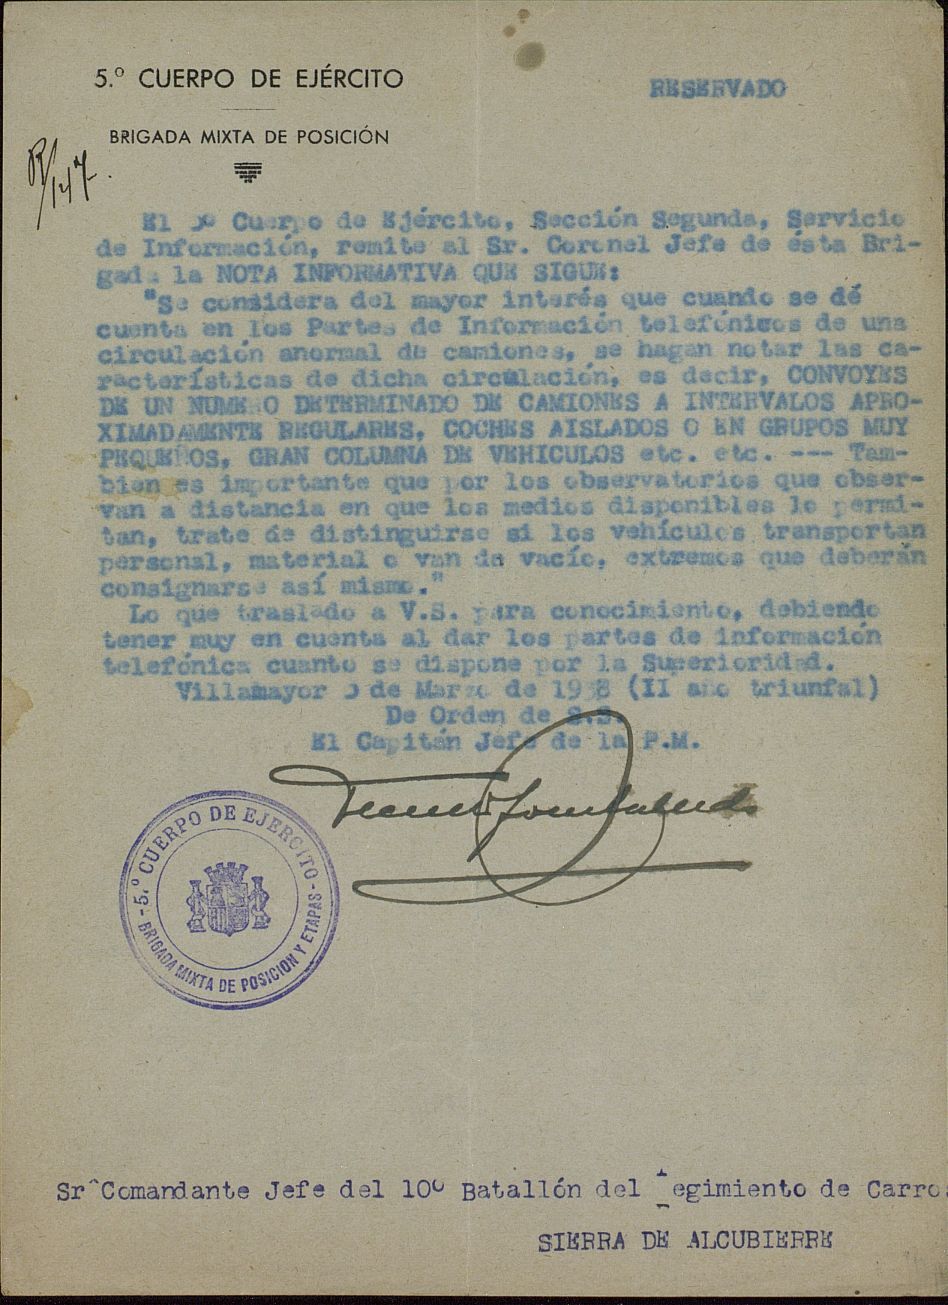 5.º CUERPO DE EJÉRCITO
RESERVADO
BRIGADA MIXTA DE POSICIÓN
R/147.
El 5º Cuerpo de Ejército, Sección Segunda, Servicio
de Información, remite al Sr. Coronel Jefe de ésta Bri-
gada la NOTA INFORMATIVA QUE SIGUE:
"Se considera del mayor interés que cuando se dé
cuenta en los Partes de Información telefónicos de una
circulación anormal de camiones, se hagan notar las ca-
racterísticas de dicha circulación, es decir, CONVOYES
DE UN NUMERO DETERMINADO DE CAMIONES A INTERVALOS APRO-
XIMADAMENTE REGULARES, COCHES AISLADOS O EN GRUPOS MUY
PEQUEÑOS, GRAN COLUMNA DE VEHICULOS etc. etc. --- Tam-
bien es importante que por los observatorios que obser-
van a distancia en que los medios disponibles lo permi-
tan, trate de distinguirse si los vehículos transportan
personal, material o van da vacío, extremos que deberán
consignarse así mismo."
Lo que traslado a V.S. para conocimiento, debiendo
tener muy en cuenta al dar los partes de información
telefónica cuanto se dispone por la Superioridad.
Villamayor de Marzo de 1938 (II año triunfal)
De Orden de S.S.
El Capitán Jefe de la P.M.
- 5.º CUERPO DE EJERCITO -
BRIGADA MIXTA DE POSICION Y ETAPAS
Sr Comandante Jefe del 10º Batallón del Regimiento de Carros
SIERRA DE ALCUBIERRE